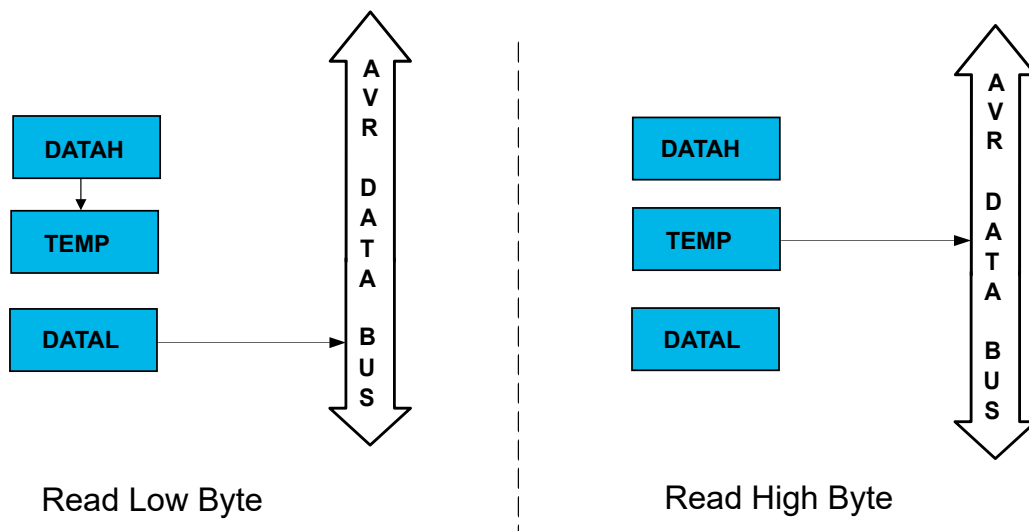 DATAH
TEMP
DATAL
AVR DATA BUS
Read Low Byte
DATAH
TEMP
DATAL
AVR DATA BUS
Read High Byte